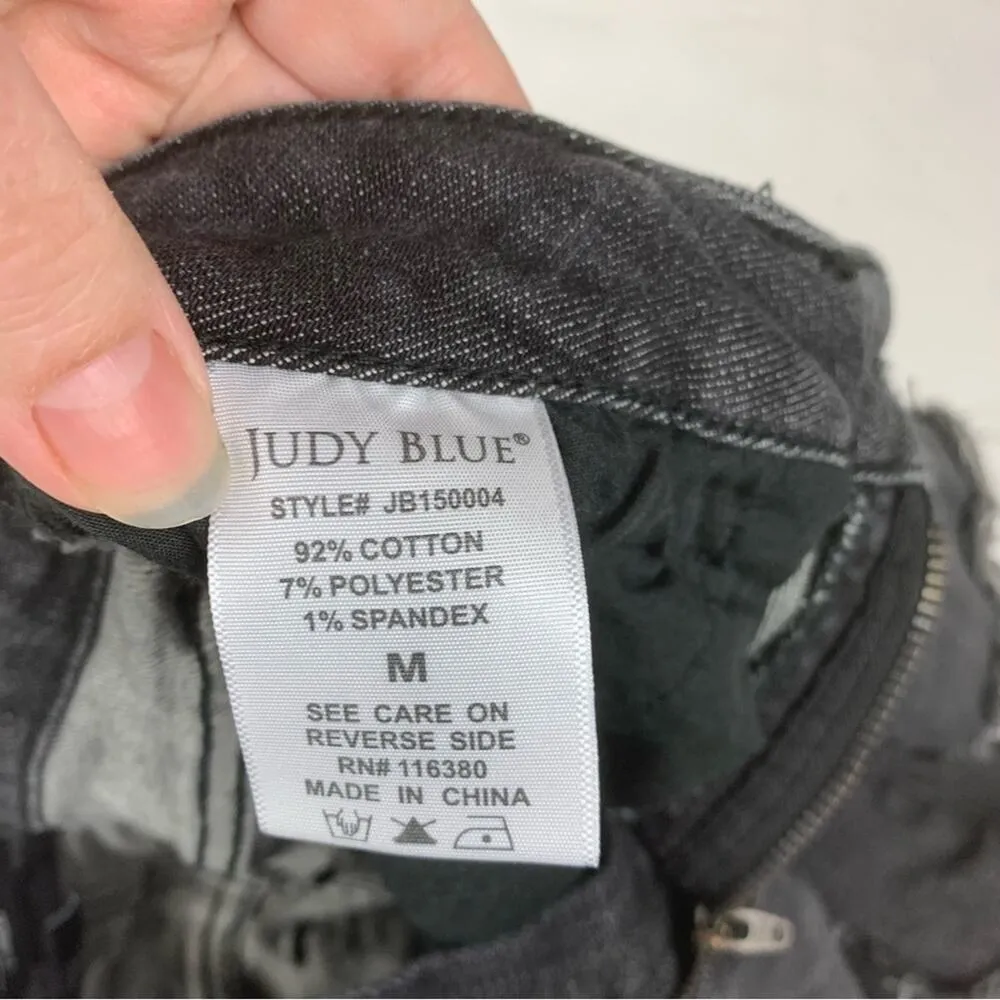 JUDY BLUE®
STYLE# JB150004
92% COTTON
7% POLYESTER
1% SPANDEX
M
SEE CARE ON
REVERSE SIDE
RN# 116380
MADE IN CHINA